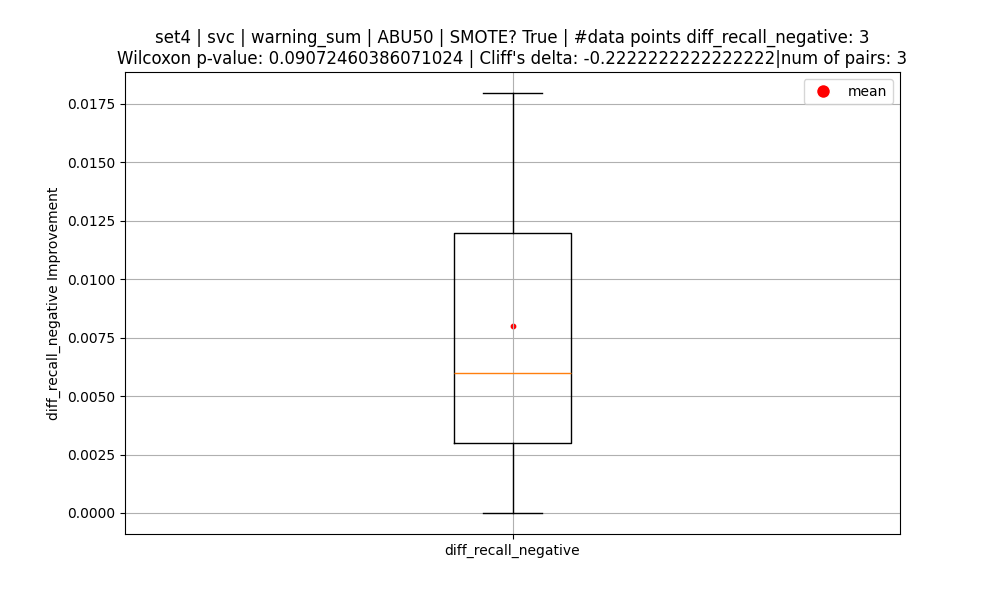 set4 | svc | warning_sum | ABU50 | SMOTE? True | #data points diff_recall_negative: 3
Wilcoxon p-value: 0.09072460386071024 | Cliff's delta: -0.2222222222222222|num of pairs: 3
mean
0.0175
0.0150
0.0125
0.0100
0.0075
0.0050
0.0025
0.0000
diff_recall_negative Improvement
diff_recall_negative